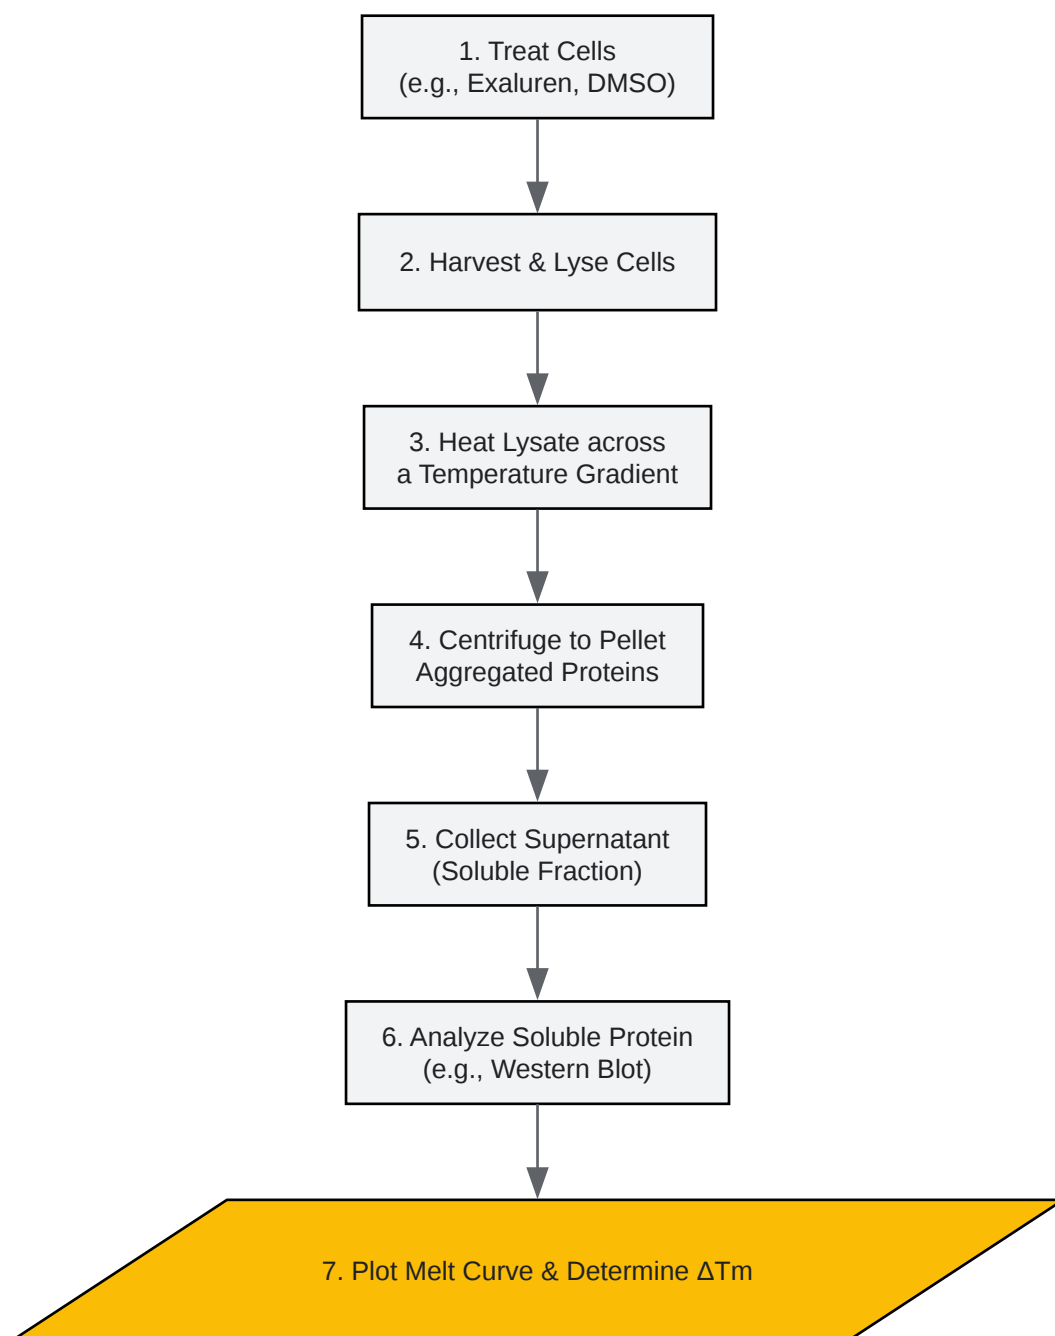 1. Treat Cells
(e.g., Exaluren, DMSO)
2. Harvest & Lyse Cells
3. Heat Lysate across
a Temperature Gradient
4. Centrifuge to Pellet
Aggregated Proteins
5. Collect Supernatant
(Soluble Fraction)
6. Analyze Soluble Protein
(e.g., Western Blot)
7. Plot Melt Curve & Determine ΔTm